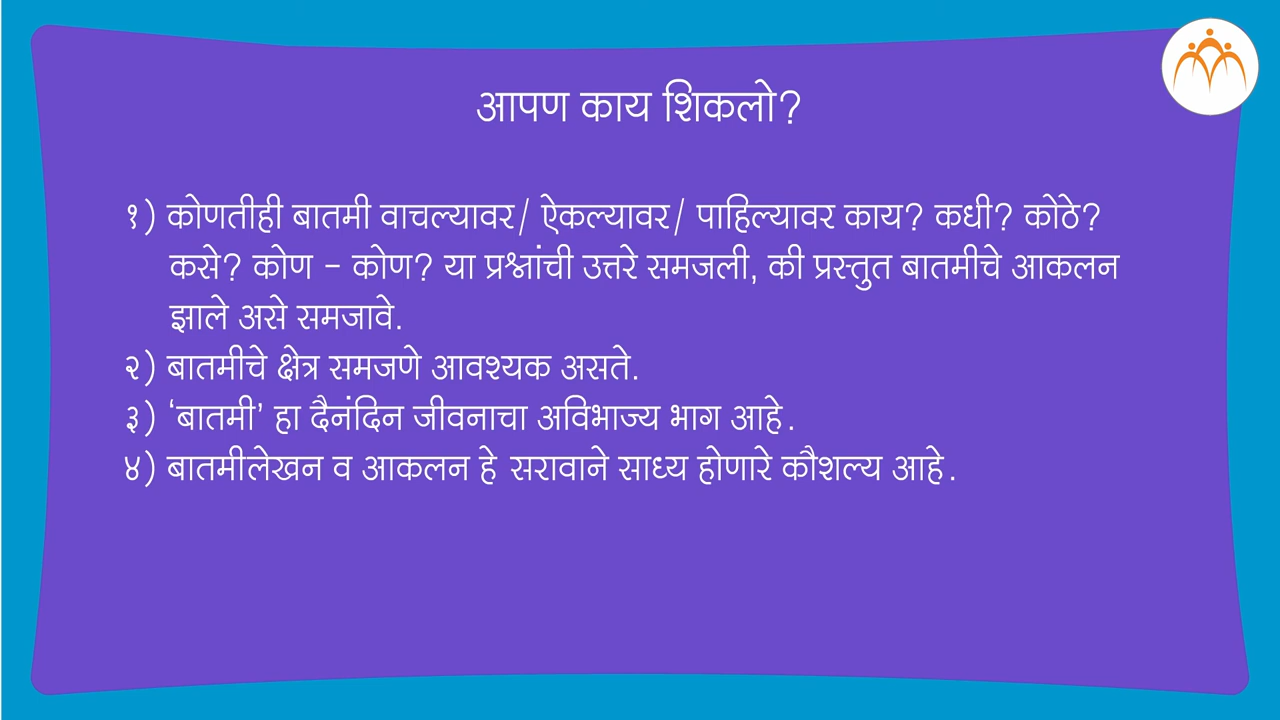 आपण काय शिकलो?
१) कोणतीही बातमी वाचल्यावर/ ऐकल्यावर/ पाहिल्यावर काय? कधी? कोठे?
कसे? कोण – कोण? या प्रश्नांची उत्तरे समजली, की प्रस्तुत बातमीचे आकलन
झाले असे समजावे.
२) बातमीचे क्षेत्र समजणे आवश्यक असते.
३) ‘बातमी’ हा दैनंदिन जीवनाचा अविभाज्य भाग आहे.
४) बातमीलेखन व आकलन हे सरावाने साध्य होणारे कौशल्य आहे.